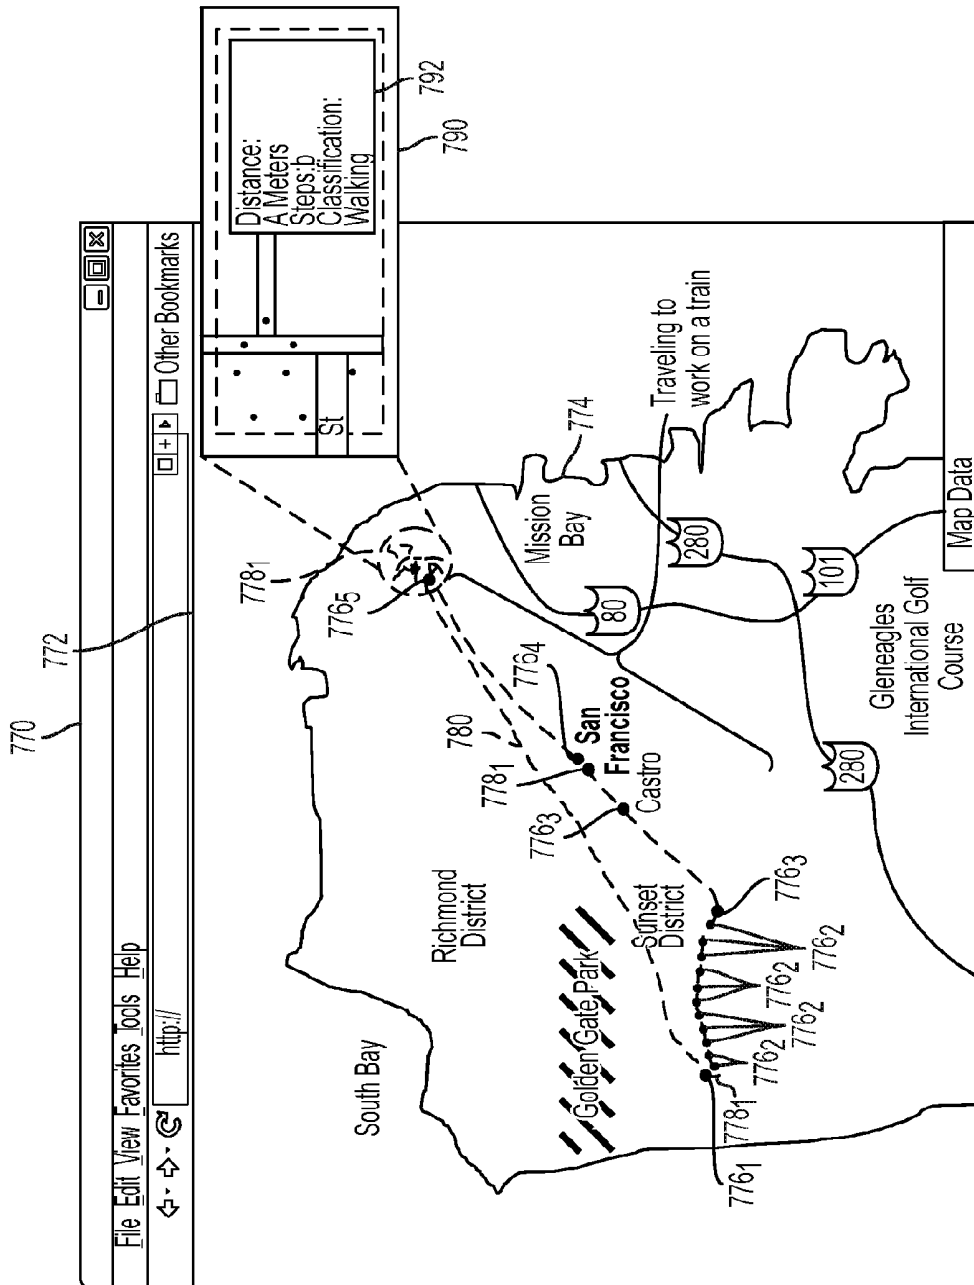 770
772
File Edit View Favorites Tools Help
http://
Other Bookmarks
Distance:
A Meters
Steps:b
Classification:
Walking
St
792
790
South Bay
Richmond
District
Golden Gate Park
Sunset
District
7781
7765
780
7764
7781
San
Francisco
7763
Castro
7763
7762
7762
7762
7762
7781
7761
Mission
Bay
774
Traveling to
work on a train
80
280
101
280
Gleneagles
International Golf
Course
Map Data